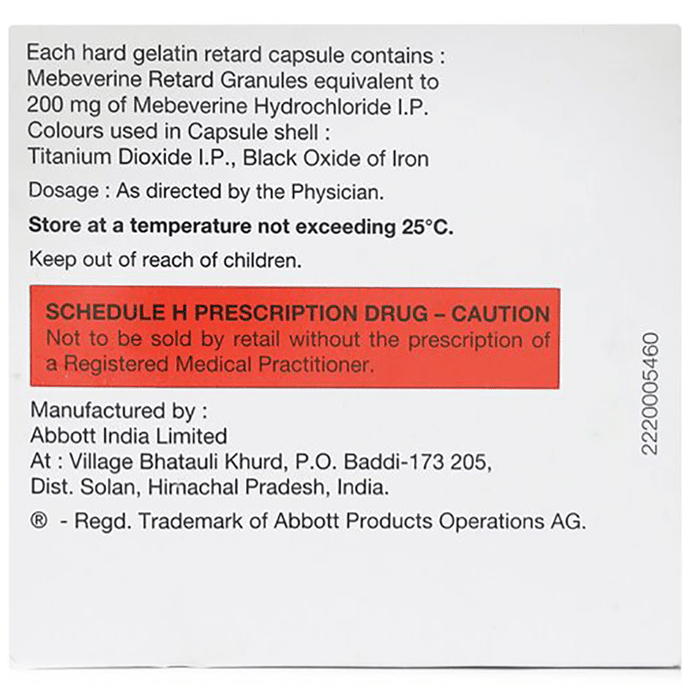 Each hard gelatin retard capsule contains :
Mebeverine Retard Granules equivalent to
200 mg of Mebeverine Hydrochloride I.P.
Colours used in Capsule shell :
Titanium Dioxide I.P., Black Oxide of Iron
Dosage : As directed by the Physician.
Store at a temperature not exceeding 25°C.
Keep out of reach of children.
SCHEDULE H PRESCRIPTION DRUG – CAUTION
Not to be sold by retail without the prescription of
a Registered Medical Practitioner.
Manufactured by :
Abbott India Limited
At : Village Bhatauli Khurd, P.O. Baddi-173 205,
Dist. Solan, Himachal Pradesh, India.
® - Regd. Trademark of Abbott Products Operations AG.
2220005460